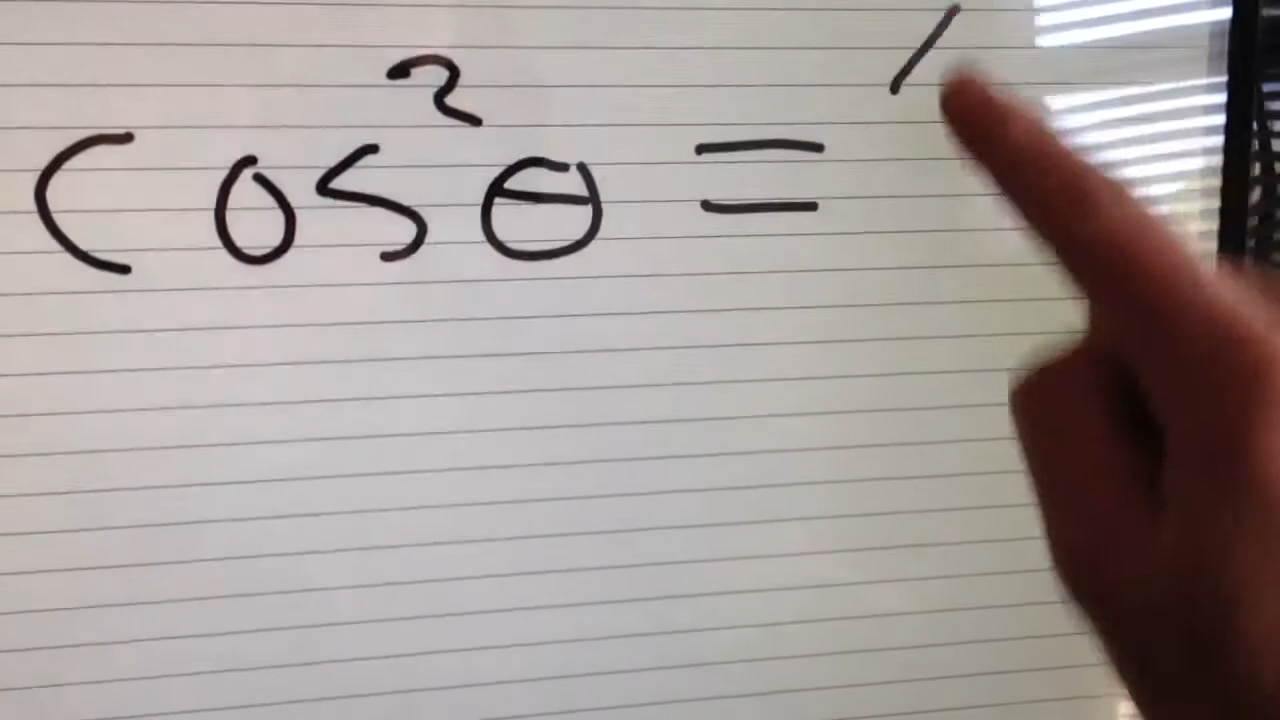 Cos²θ =